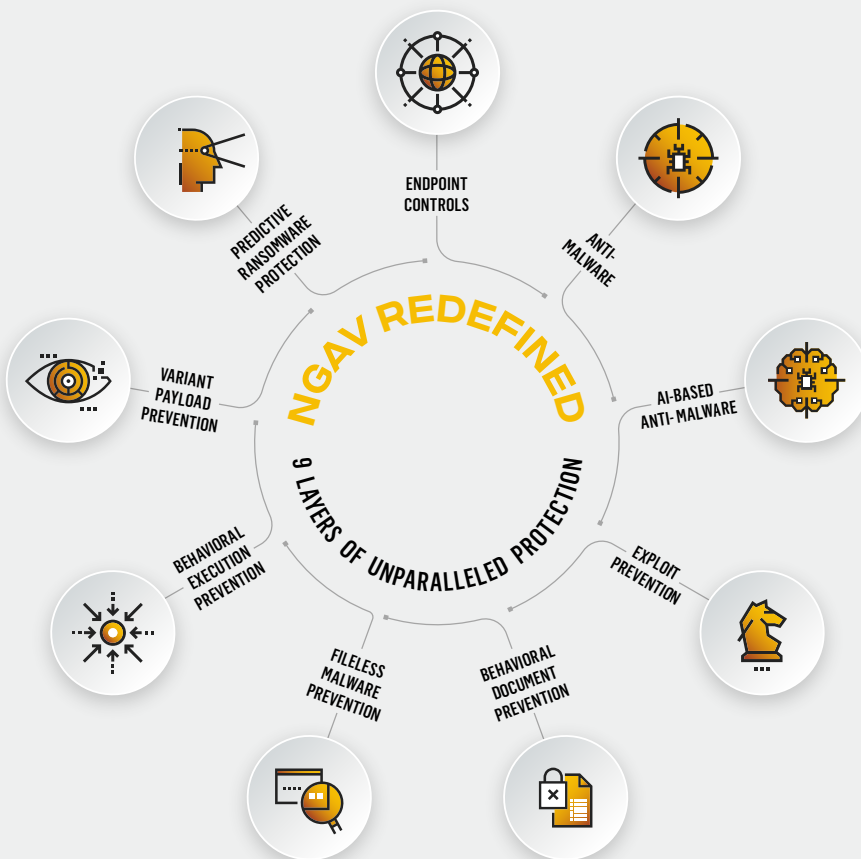 NGAV REDEFINED
9 LAYERS OF UNPARALLELED PROTECTION
ENDPOINT
CONTROLS
ANTI-
MALWARE
AI-BASED
ANTI- MALWARE
EXPLOIT
PREVENTION
BEHAVIORAL
DOCUMENT
PREVENTION
FILELESS
MALWARE
PREVENTION
BEHAVIORAL
EXECUTION
PREVENTION
VARIANT
PAYLOAD
PREVENTION
PREDICTIVE
RANSOMWARE
PROTECTION